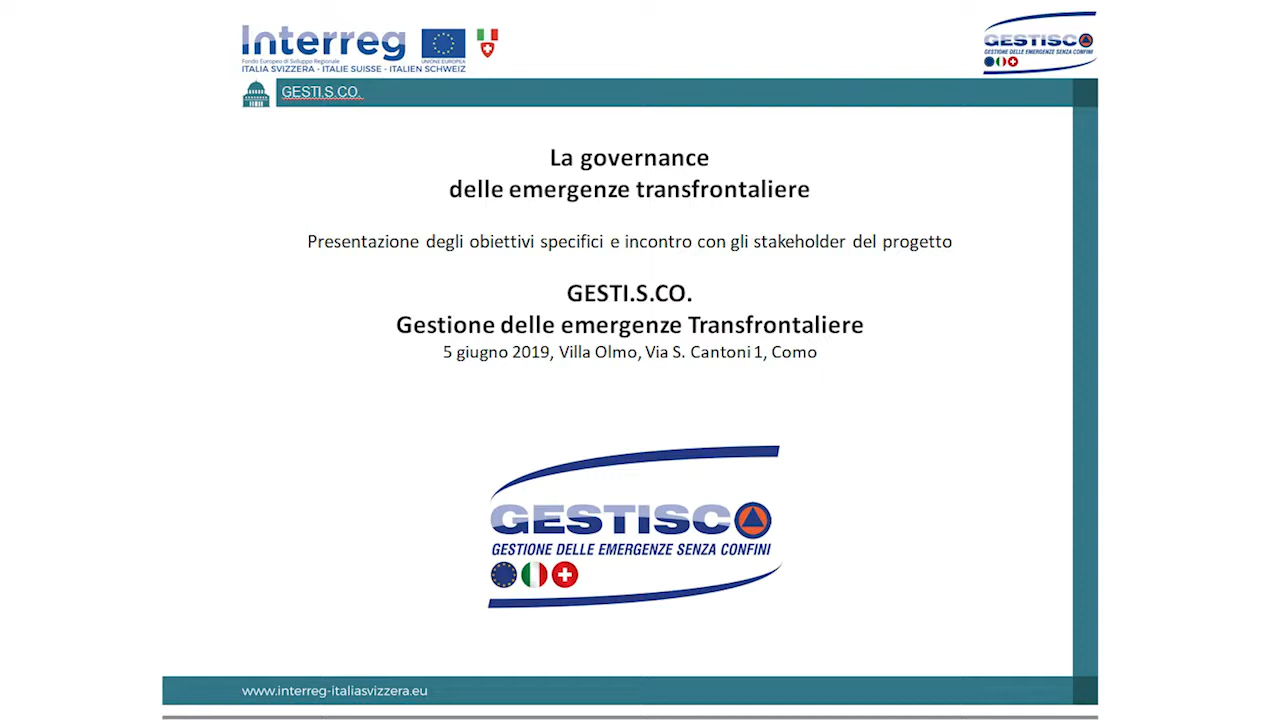 Interreg
Fondo Europeo di Sviluppo Regionale
UNIONE EUROPEA
ITALIA SVIZZERA - ITALIE SUISSE - ITALIEN SCHWEIZ
GESTISCO
GESTIONE DELLE EMERGENZE SENZA CONFINI
GESTI.S.CO.
La governance
delle emergenze transfrontaliere
Presentazione degli obiettivi specifici e incontro con gli stakeholder del progetto
GESTI.S.CO.
Gestione delle emergenze Transfrontaliere
5 giugno 2019, Villa Olmo, Via S. Cantoni 1, Como
GESTISCO
GESTIONE DELLE EMERGENZE SENZA CONFINI
www.interreg-italiasvizzera.eu